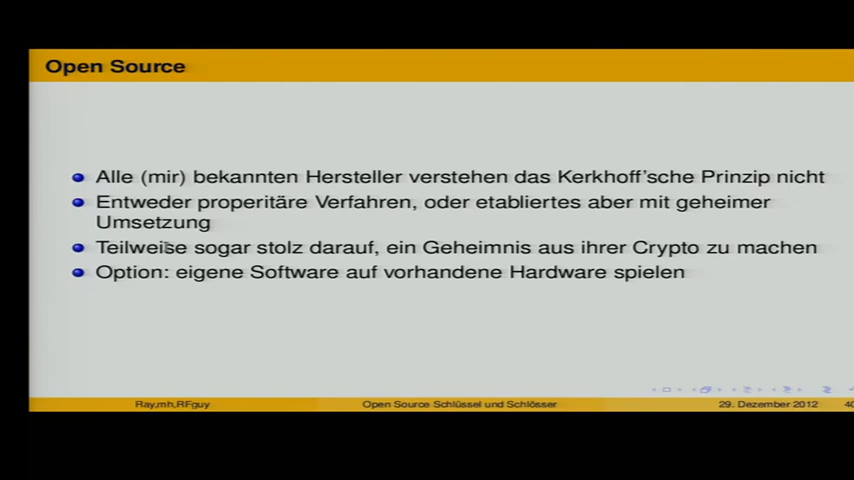 Open Source
Alle (mir) bekannten Hersteller verstehen das Kerkhoff'sche Prinzip nicht
Entweder properitäre Verfahren, oder etabliertes aber mit geheimer
Umsetzung
Teilweise sogar stolz darauf, ein Geheimnis aus ihrer Crypto zu machen
Option: eigene Software auf vorhandene Hardware spielen
Ray,mh,RFguy Open Source Schlüssel und Schlösser 29. Dezember 2012 40